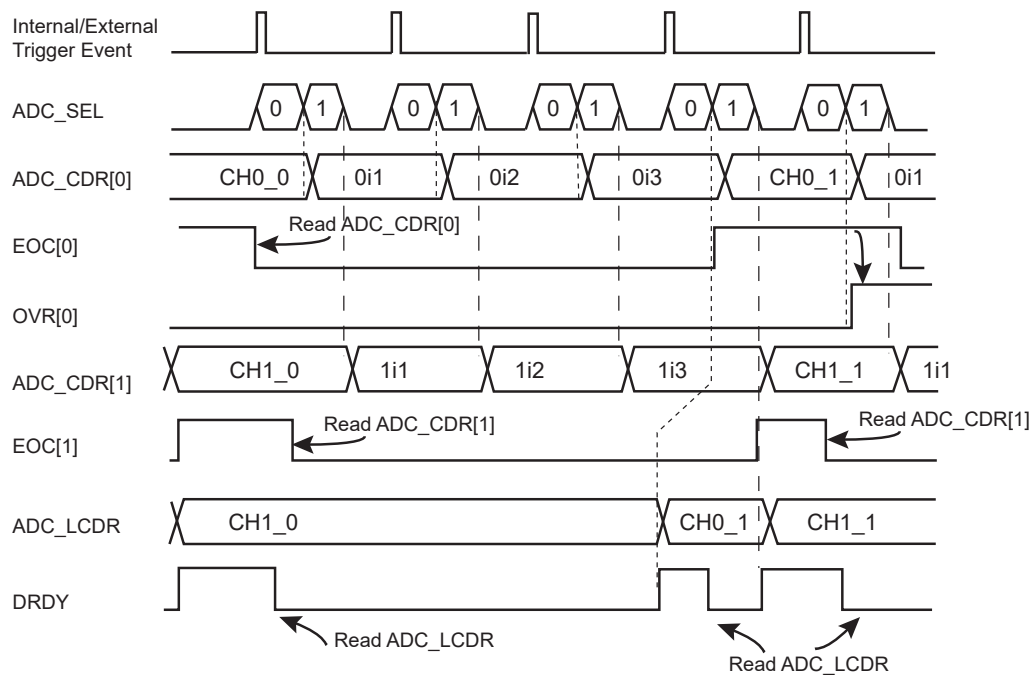 Internal/External
Trigger Event
ADC_SEL
0 1 0 1 0 1 0 1 0 1
ADC_CDR[0]
CH0_0 0i1 0i2 0i3 CH0_1 0i1
Read ADC_CDR[0]
EOC[0]
OVR[0]
ADC_CDR[1]
CH1_0 1i1 1i2 1i3 CH1_1 1i1
Read ADC_CDR[1] Read ADC_CDR[1]
EOC[1]
ADC_LCDR
CH1_0 CH0_1 CH1_1
DRDY
Read ADC_LCDR
Read ADC_LCDR